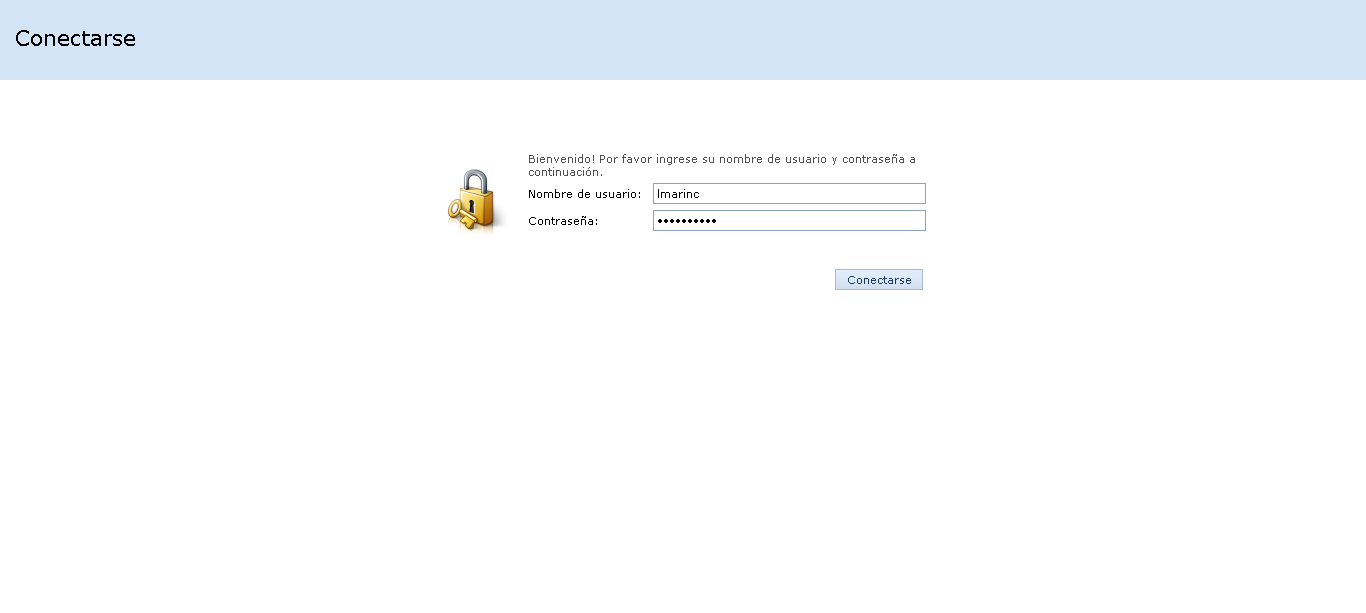 Conectarse
Bienvenido! Por favor ingrese su nombre de usuario y contraseña a
continuación.
Nombre de usuario: lmarinc
Contraseña: ••••••••••
Conectarse